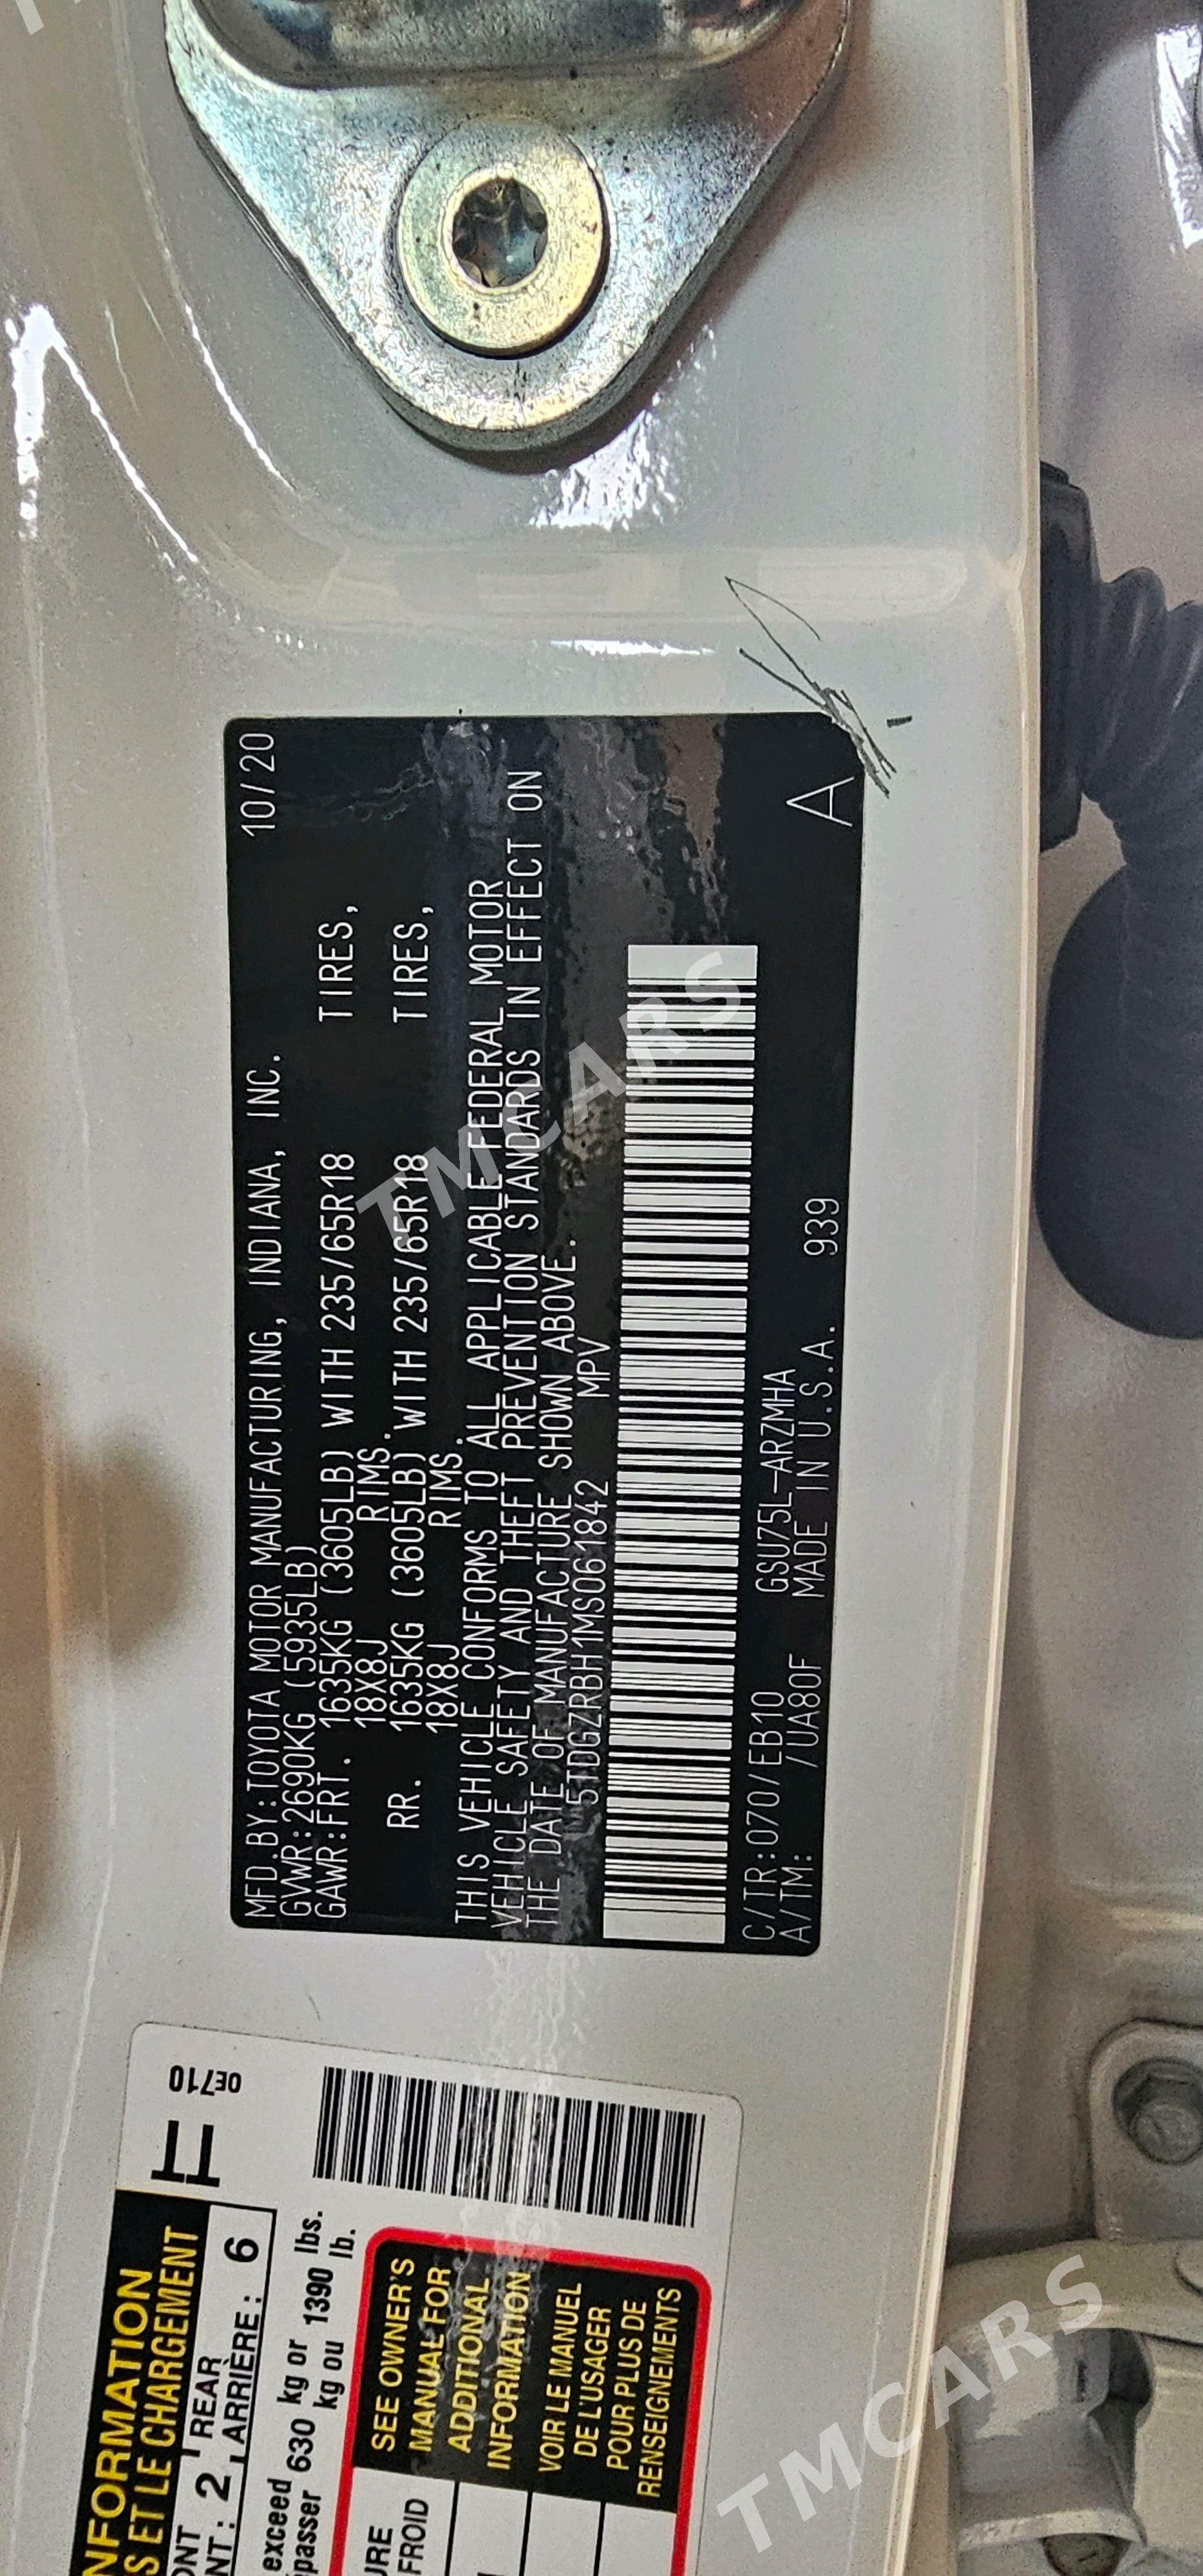 MFD.BY:TOYOTA MOTOR MANUFACTURING, INDIANA, INC. 10/20
GVWR:2690KG (5935LB)
GAWR:FRT. 1635KG (3605LB) WITH 235/65R18 TIRES,
18X8J RIMS.
RR. 1635KG (3605LB) WITH 235/65R18 TIRES,
18X8J RIMS.
THIS VEHICLE CONFORMS TO ALL APPLICABLE FEDERAL MOTOR
VEHICLE SAFETY AND THEFT PREVENTION STANDARDS IN EFFECT ON
THE DATE OF MANUFACTURE SHOWN ABOVE.
5TDGZRBH1MS061842 MPV
C/TR:070/EB10 GSU75L-ARZMHA
A/TM: /UA80F MADE IN U.S.A. 939
A
0E710
NFORMATION
S ET LE CHARGEMENT
ONT 2 REAR 6
NT: ARRIÈRE:
exceed 630 kg or 1390 lbs.
passer kg ou lb.
SEE OWNER'S
MANUAL FOR
ADDITIONAL
INFORMATION
VOIR LE MANUEL
DE L'USAGER
POUR PLUS DE
RENSEIGNEMENTS
URE
FROID
TMCARS
TMCARS